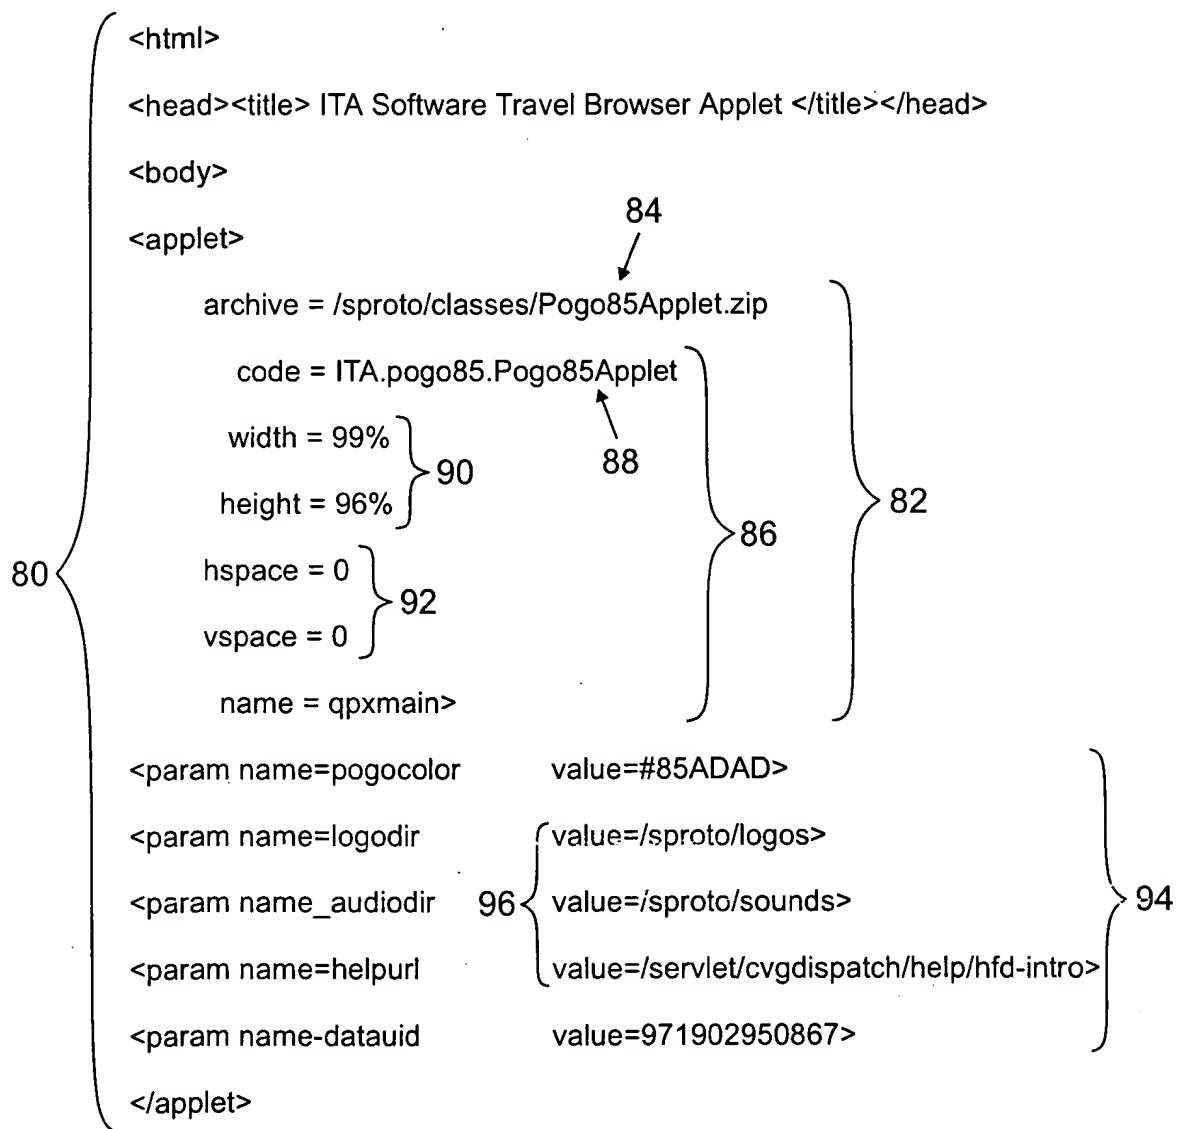 <html>
<head><title> ITA Software Travel Browser Applet </title></head>
<body>
84
<applet>
archive = /sproto/classes/Pogo85Applet.zip
code = ITA.pogo85.Pogo85Applet
width = 99%
88
90
height = 96%
82
86
80
hspace = 0
92
vspace = 0
name = qpxmain>
<param name=pogocolor value=#85ADAD>
<param name=logodir value=/sproto/logos>
<param name_audiodir 96 value=/sproto/sounds> 94
<param name=helpurl value=/servlet/cvgdispatch/help/hfd-intro>
<param name-datauid value=971902950867>
</applet>